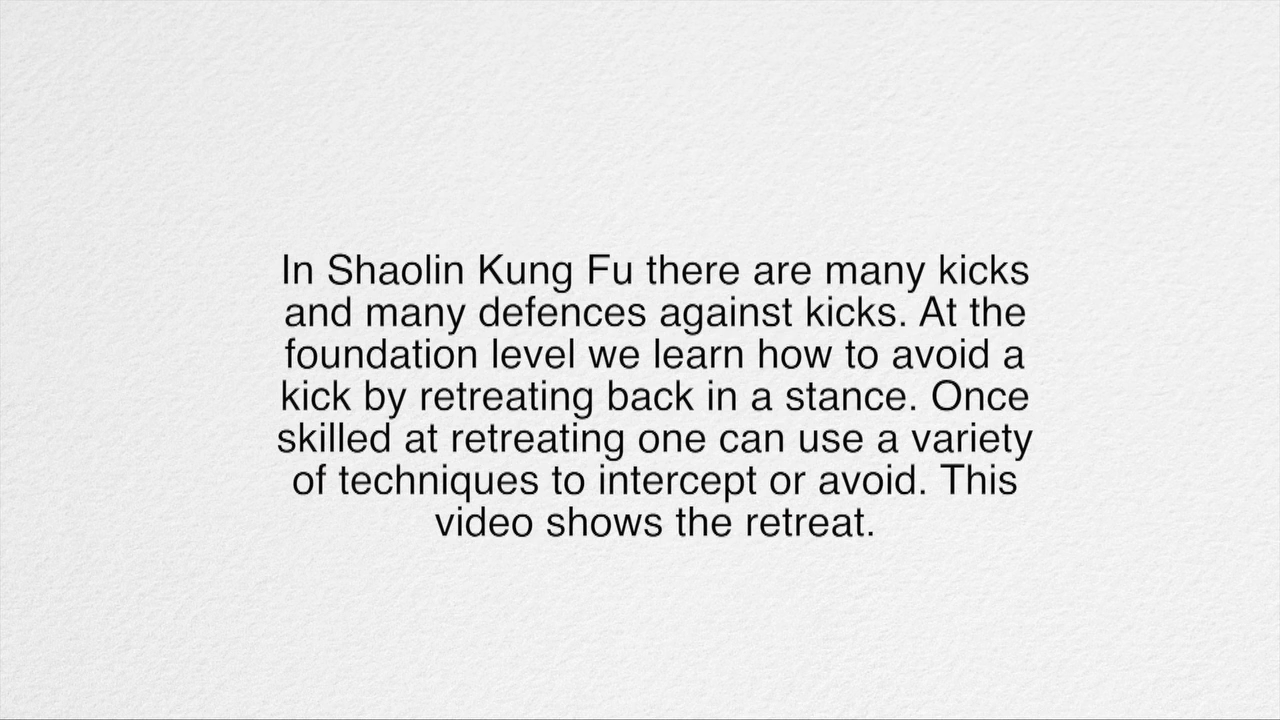 In Shaolin Kung Fu there are many kicks
and many defences against kicks. At the
foundation level we learn how to avoid a
kick by retreating back in a stance. Once
skilled at retreating one can use a variety
of techniques to intercept or avoid. This
video shows the retreat.